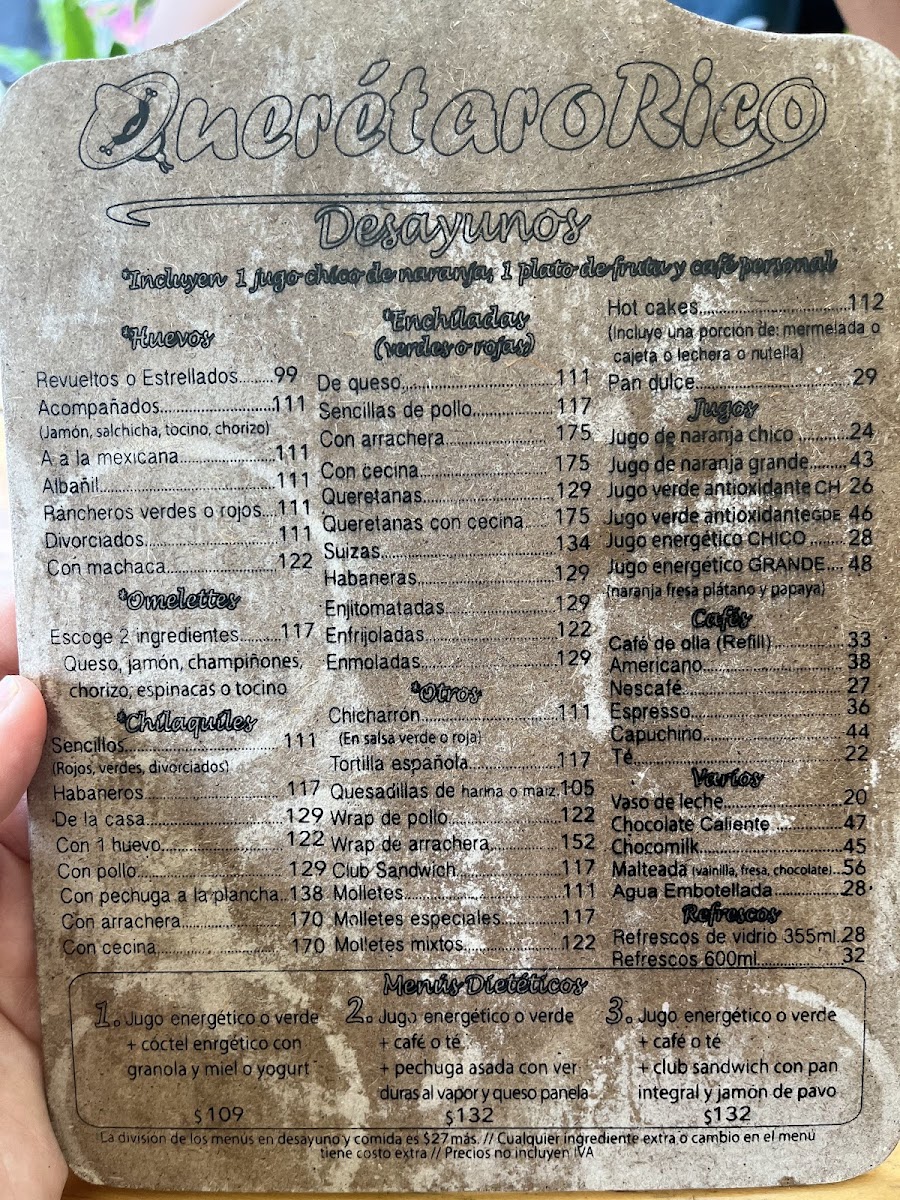 QuerétaroRico
Desayunos
*Incluyen 1 jugo chico de naranja, 1 plato de fruta y café personal
*Huevos
Revueltos o Estrellados........99
Acompañados............................111
(Jamón, salchicha, tocino, chorizo)
A a la mexicana........................111
Albañil............................................111
Rancheros verdes o rojos....111
Divorciados.................................111
Con machaca............................122
*Omelettes
Escoge 2 ingredientes.........117
Queso, jamón, champiñones,
chorizo, espinacas o tocino
*Chilaquiles
Sencillos.......................................111
(Rojos, verdes, divorciados)
Habaneros...................................117
De la casa....................................129
Con 1 huevo...............................122
Con pollo......................................129
Con pechuga a la plancha..138
Con arrachera...........................170
Con cecina..................................170
*Enchiladas
(verdes o rojas)
De queso......................................111
Sencillas de pollo.....................117
Con arrachera...........................175
Con cecina..................................175
Queretanas.................................129
Queretanas con cecina.....175
Suizas............................................134
Habaneras...................................129
Enjitomatadas............................129
Enfrijoladas.................................122
Enmoladas..................................129
*Otros
Chicharrón..................................111
(En salsa verde o roja)
Tortilla española......................117
Quesadillas de harina o maíz.105
Wrap de pollo............................122
Wrap de arrachera.................152
Club Sandwich..........................117
Molletes........................................111
Molletes especiales...............117
Molletes mixtos........................122
Hot cakes.....................................112
(Incluye una porción de: mermelada o
cajeta o lechera o nutella)
Pan dulce.......................................29
Jugos
Jugo de naranja chico ...........24
Jugo de naranja grande........43
Jugo verde antioxidante CH 26
Jugo verde antioxidante GDE 46
Jugo energético CHICO .......28
Jugo energético GRANDE....48
(naranja fresa plátano y papaya)
Cafés
Café de olla (Refill).................33
Americano...................................38
Nescafé.........................................27
Espresso.......................................36
Capuchino...................................44
Té.......................................................22
Varios
Vaso de leche............................20
Chocolate Caliente ................47
Chocomilk...................................45
Malteada (vainilla, fresa, chocolate)...56
Agua Embotellada.................28
Refrescos
Refrescos de vidrio 355ml.28
Refrescos 600ml.....................32
Menús Dietéticos
1. Jugo energético o verde
+ cóctel enrgético con
granola y miel o yogurt
$109
2. Jugo energético o verde
+ café o té
+ pechuga asada con ver
duras al vapor y queso panela
$132
3. Jugo energético o verde
+ café o té
+ club sandwich con pan
integral y jamón de pavo
$132
La división de los menús en desayuno y comida es $27 más. // Cualquier ingrediente extra o cambio en el menú
tiene costo extra // Precios no incluyen IVA